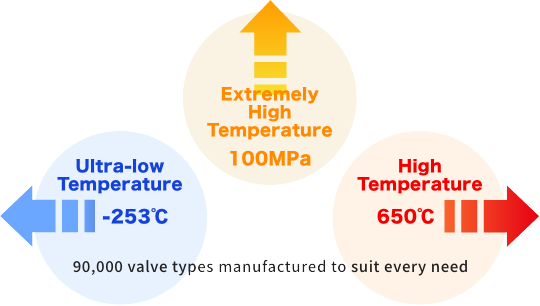 Extremely
High
Temperature
100MPa
Ultra-low
Temperature
-253℃
High
Temperature
650℃
90,000 valve types manufactured to suit every need